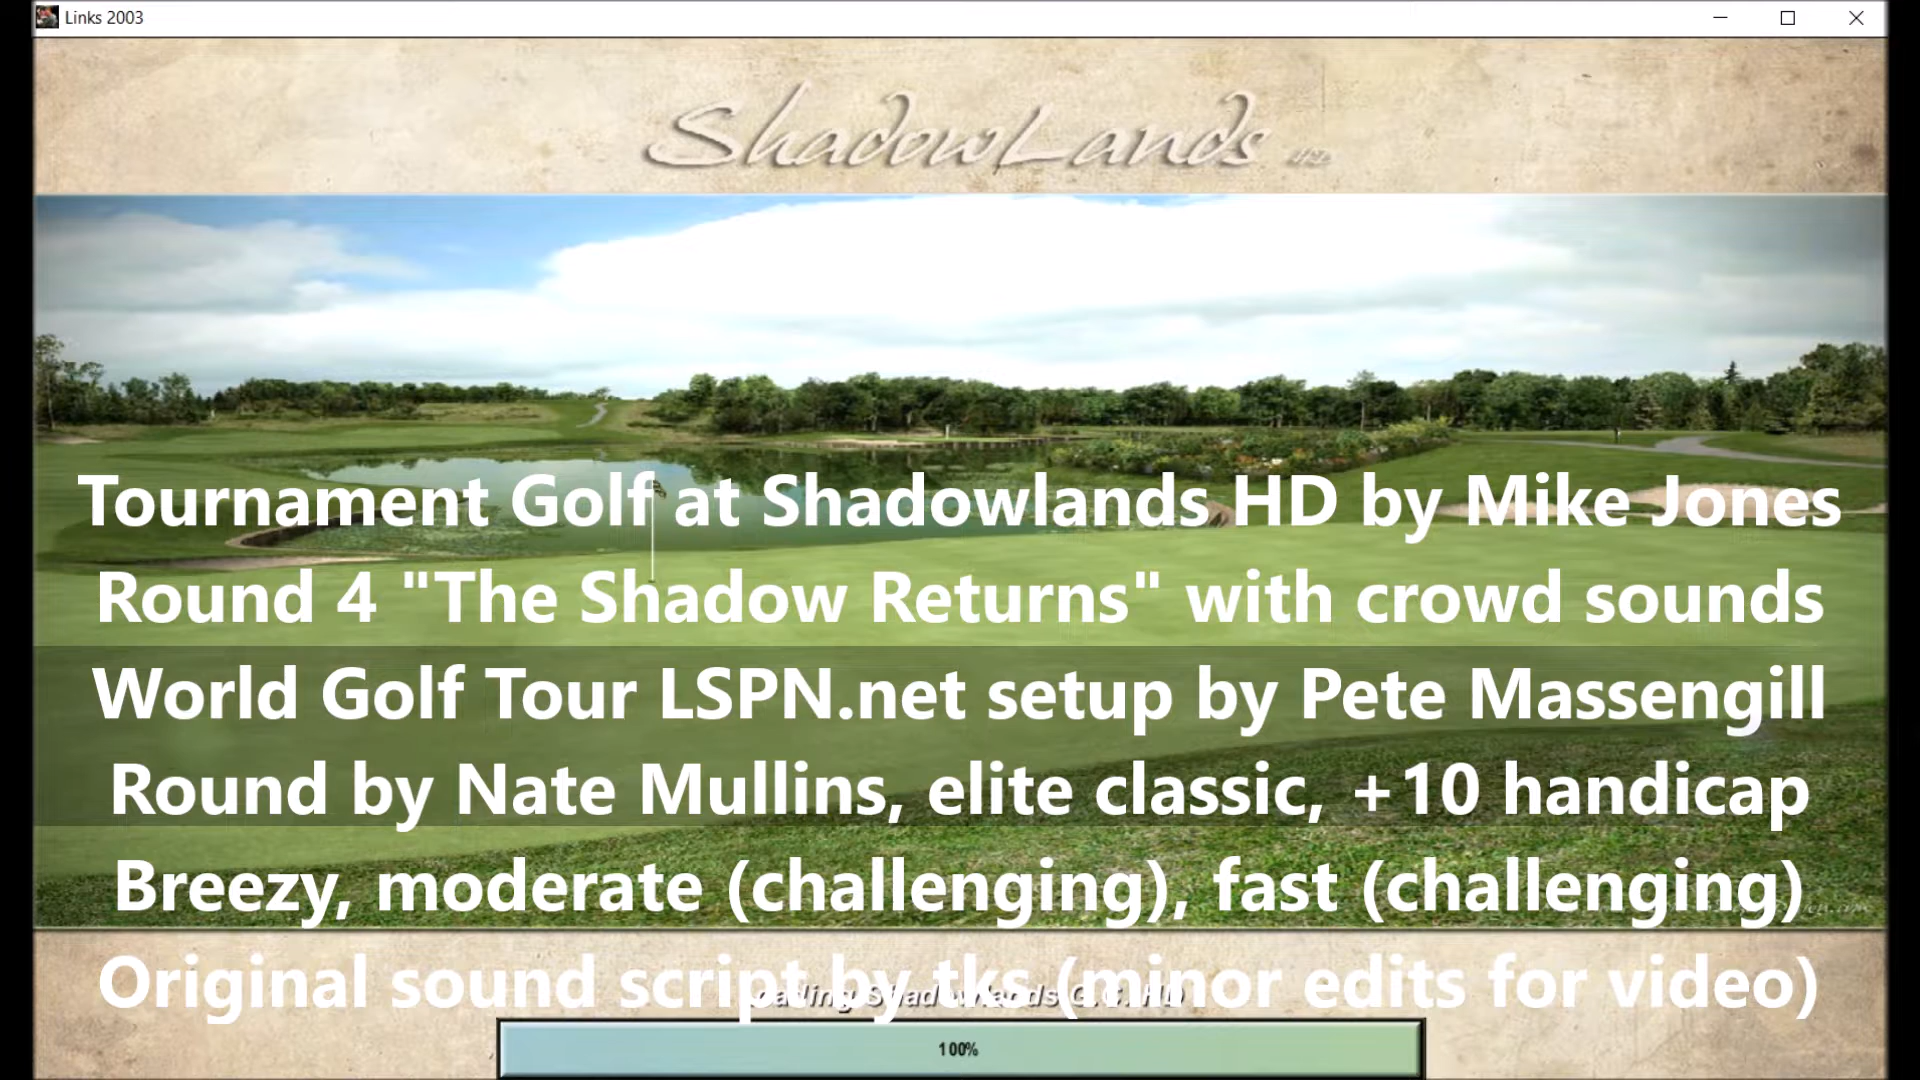 Links 2003
ShadowLands HD
Tournament Golf at Shadowlands HD by Mike Jones
Round 4 "The Shadow Returns" with crowd sounds
World Golf Tour LSPN.net setup by Pete Massengill
Round by Nate Mullins, elite classic, +10 handicap
Breezy, moderate (challenging), fast (challenging)
Original sound script by tks (minor edits for video)
100%